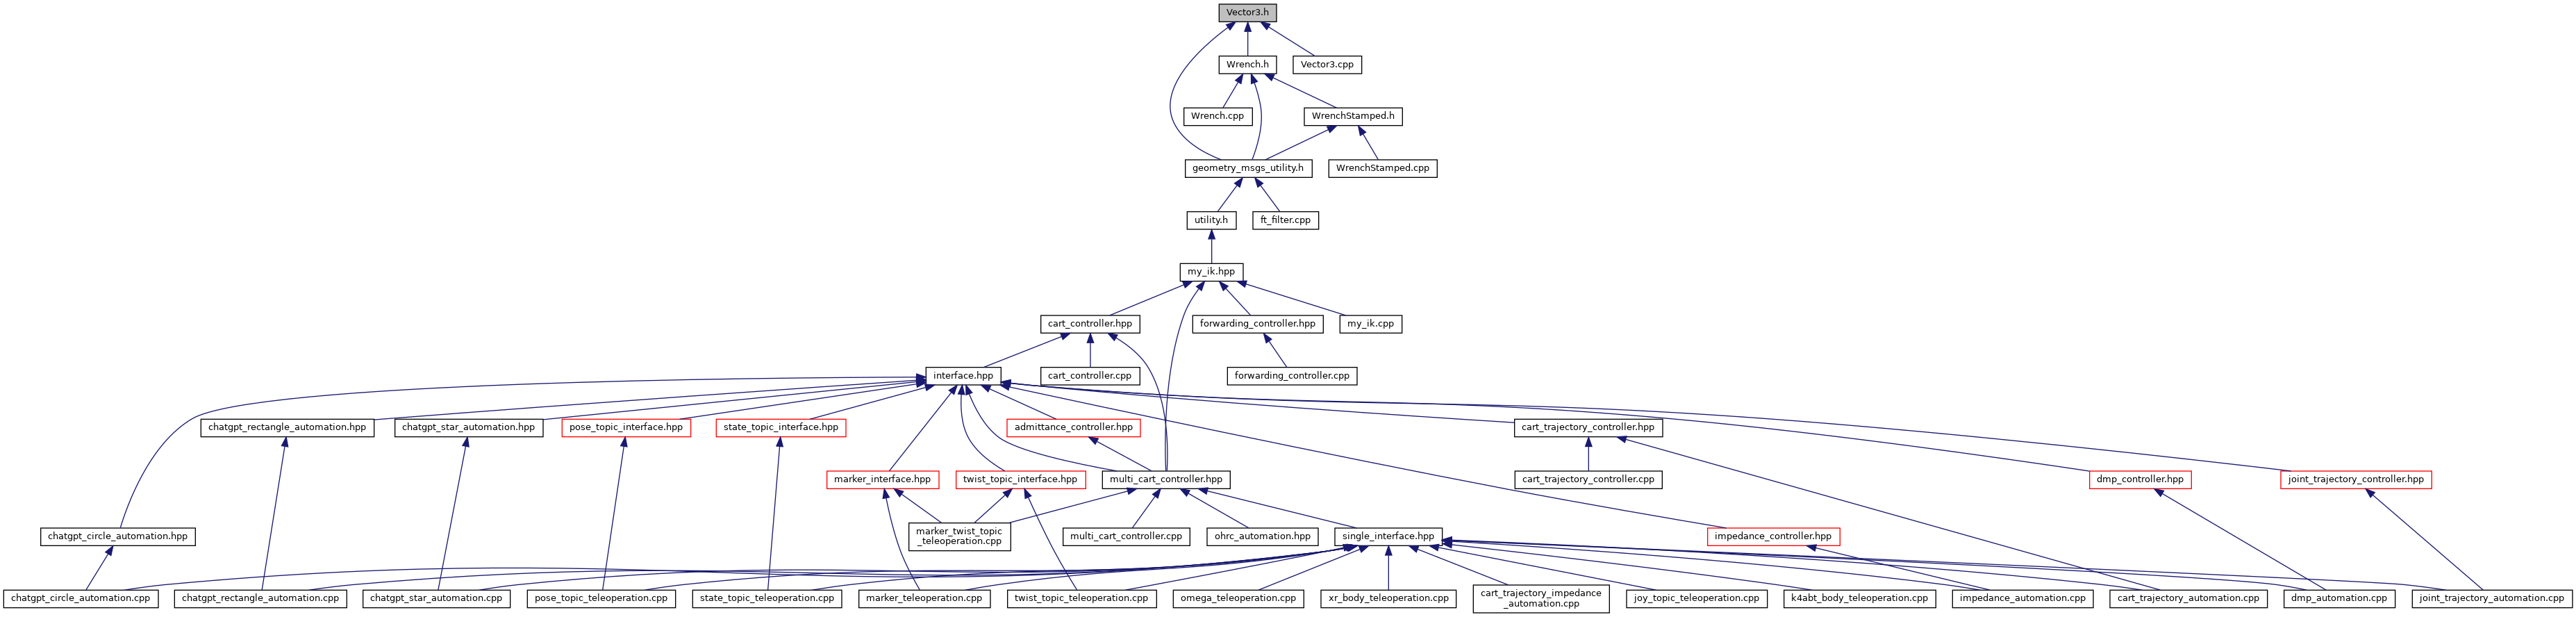 Vector3.h
Wrench.h
Vector3.cpp
Wrench.cpp
WrenchStamped.h
geometry_msgs_utility.h
WrenchStamped.cpp
utility.h
ft_filter.cpp
my_ik.hpp
cart_controller.hpp
forwarding_controller.hpp
my_ik.cpp
interface.hpp
cart_controller.cpp
forwarding_controller.cpp
chatgpt_rectangle_automation.hpp
chatgpt_star_automation.hpp
pose_topic_interface.hpp
state_topic_interface.hpp
admittance_controller.hpp
cart_trajectory_controller.hpp
marker_interface.hpp
twist_topic_interface.hpp
multi_cart_controller.hpp
cart_trajectory_controller.cpp
dmp_controller.hpp
joint_trajectory_controller.hpp
chatgpt_circle_automation.hpp
marker_twist_topic
_teleoperation.cpp
multi_cart_controller.cpp
ohrc_automation.hpp
single_interface.hpp
impedance_controller.hpp
chatgpt_circle_automation.cpp
chatgpt_rectangle_automation.cpp
chatgpt_star_automation.cpp
pose_topic_teleoperation.cpp
state_topic_teleoperation.cpp
marker_teleoperation.cpp
twist_topic_teleoperation.cpp
omega_teleoperation.cpp
xr_body_teleoperation.cpp
cart_trajectory_impedance
_automation.cpp
joy_topic_teleoperation.cpp
k4abt_body_teleoperation.cpp
impedance_automation.cpp
cart_trajectory_automation.cpp
dmp_automation.cpp
joint_trajectory_automation.cpp